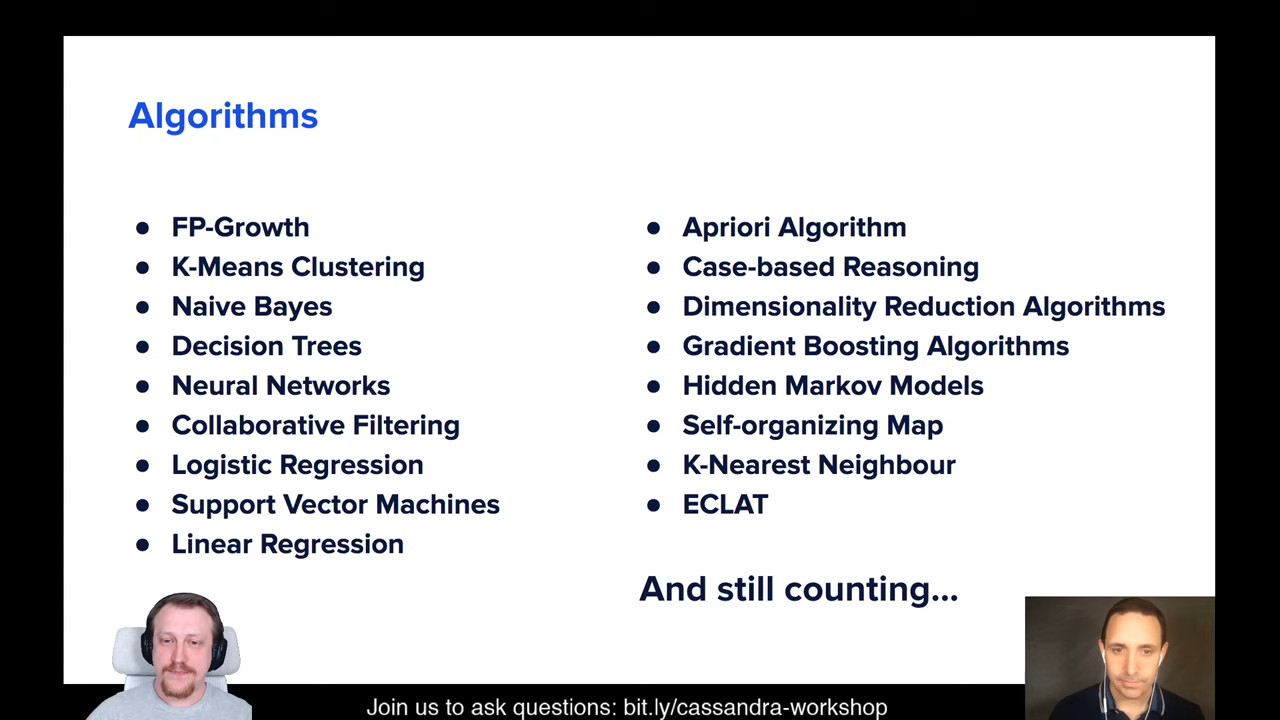 Algorithms
● FP-Growth
● K-Means Clustering
● Naive Bayes
● Decision Trees
● Neural Networks
● Collaborative Filtering
● Logistic Regression
● Support Vector Machines
● Linear Regression
● Apriori Algorithm
● Case-based Reasoning
● Dimensionality Reduction Algorithms
● Gradient Boosting Algorithms
● Hidden Markov Models
● Self-organizing Map
● K-Nearest Neighbour
● ECLAT
And still counting...
Join us to ask questions: bit.ly/cassandra-workshop